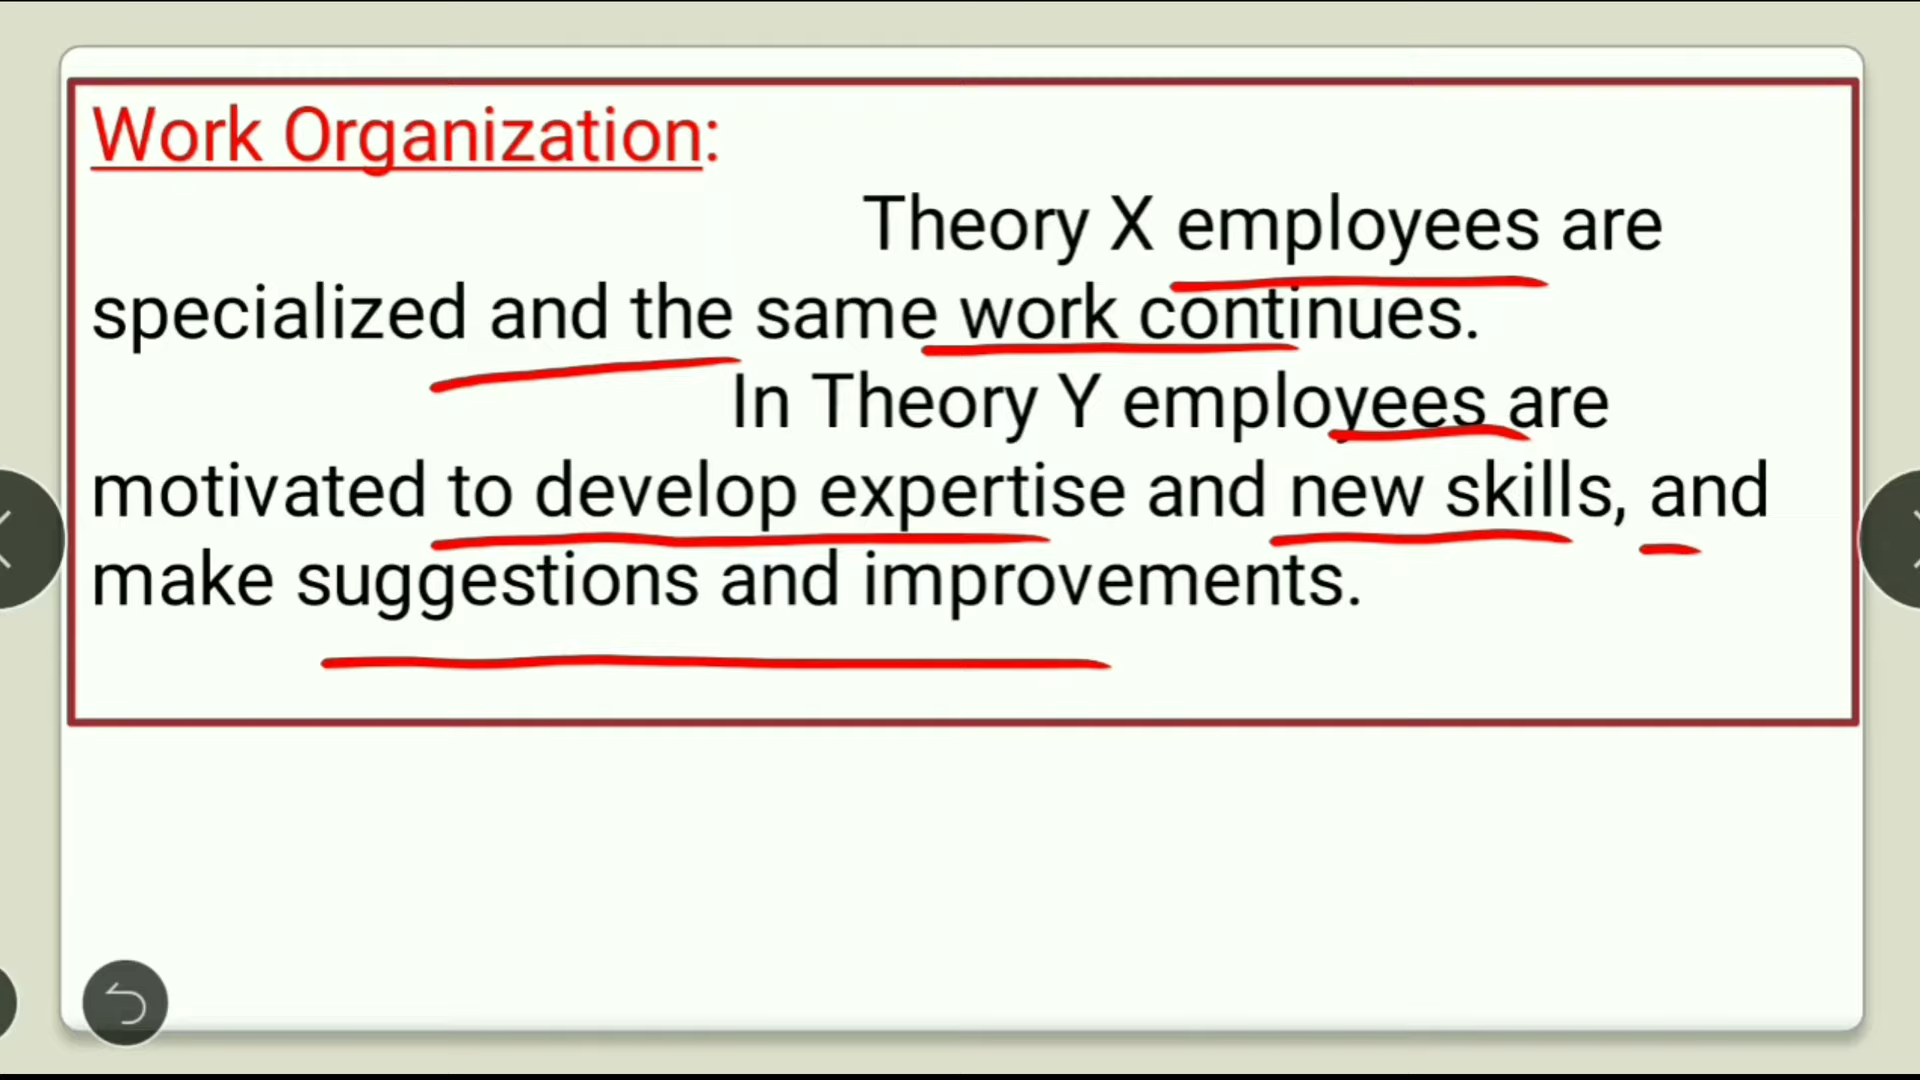 Work Organization:
Theory X employees are
specialized and the same work continues.
In Theory Y employees are
motivated to develop expertise and new skills, and
make suggestions and improvements.